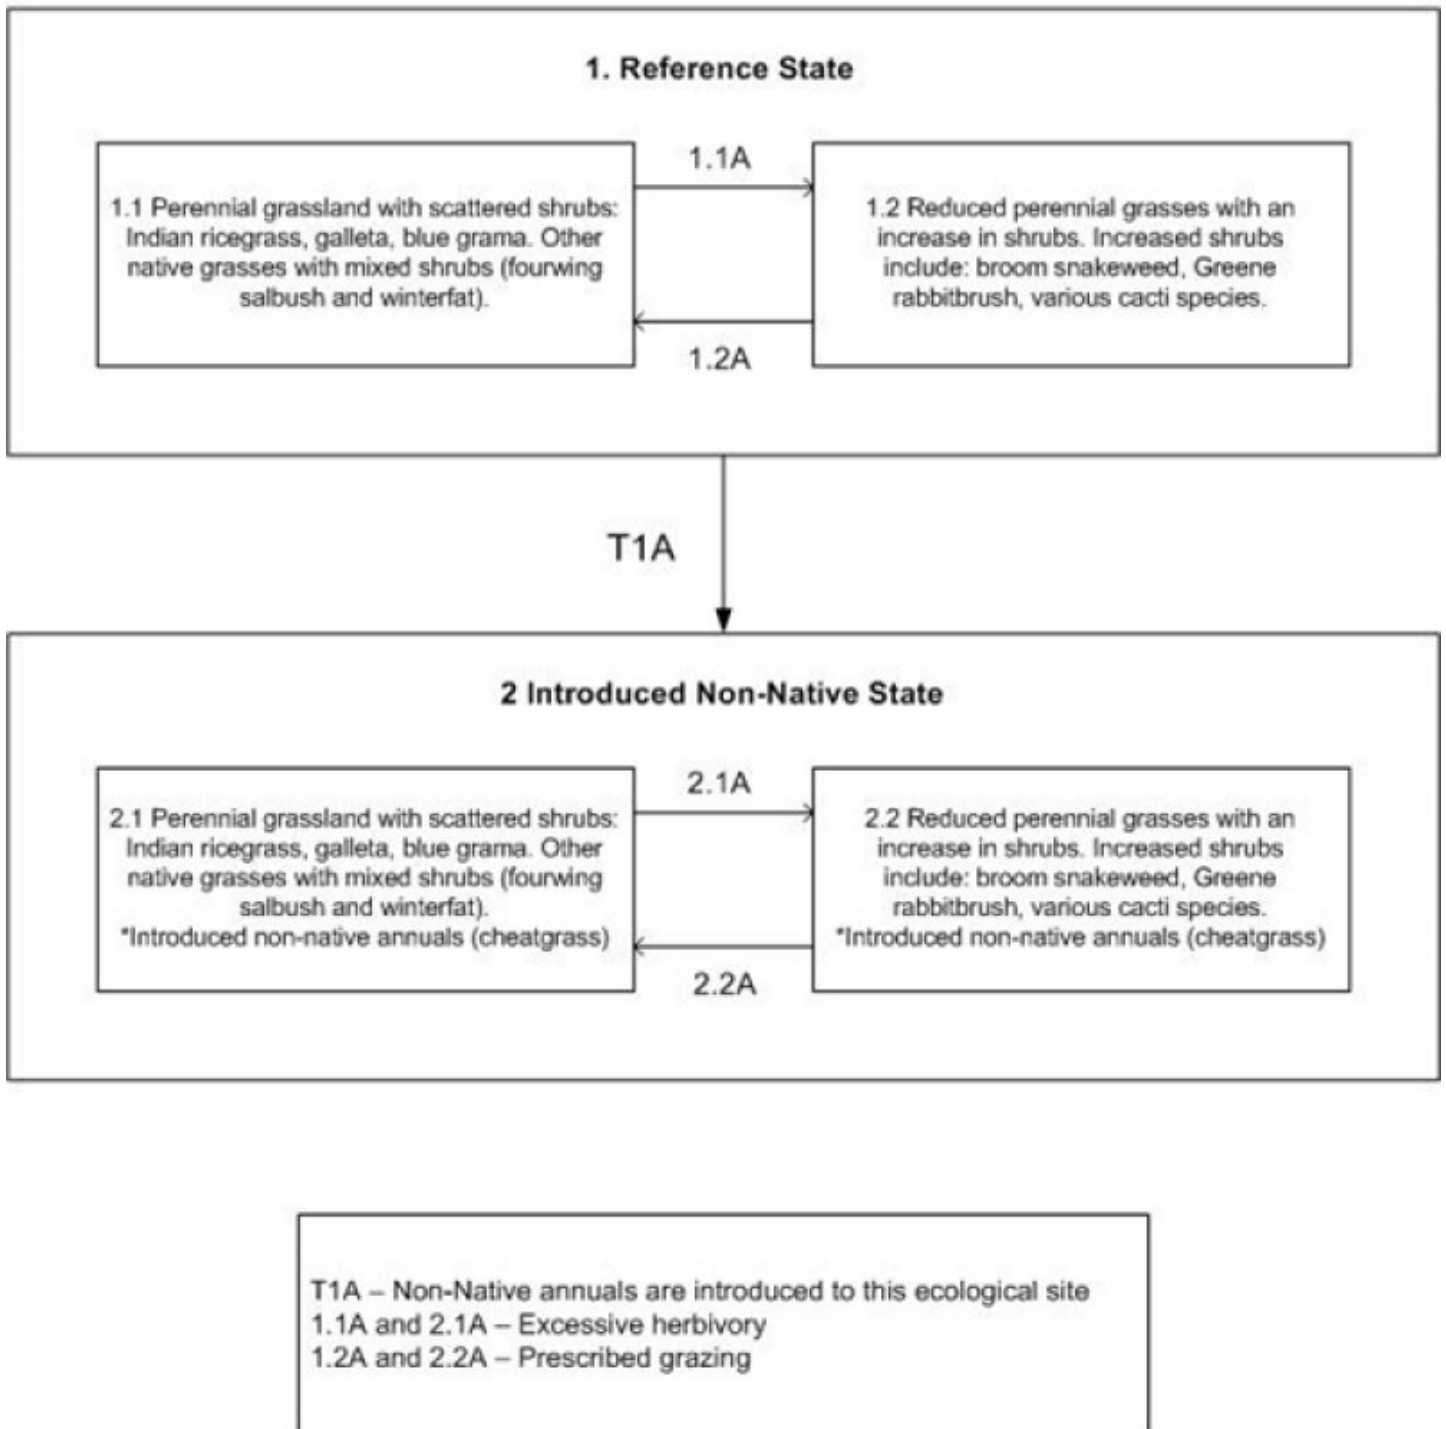 1. Reference State
1.1 Perennial grassland with scattered shrubs:
Indian ricegrass, galleta, blue grama. Other
native grasses with mixed shrubs (fourwing
salbush and winterfat).
1.1A
1.2A
1.2 Reduced perennial grasses with an
increase in shrubs. Increased shrubs
include: broom snakeweed, Greene
rabbitbrush, various cacti species.
T1A
2 Introduced Non-Native State
2.1 Perennial grassland with scattered shrubs:
Indian ricegrass, galleta, blue grama. Other
native grasses with mixed shrubs (fourwing
salbush and winterfat).
*Introduced non-native annuals (cheatgrass)
2.1A
2.2A
2.2 Reduced perennial grasses with an
increase in shrubs. Increased shrubs
include: broom snakeweed, Greene
rabbitbrush, various cacti species.
*Introduced non-native annuals (cheatgrass)
T1A – Non-Native annuals are introduced to this ecological site
1.1A and 2.1A – Excessive herbivory
1.2A and 2.2A – Prescribed grazing